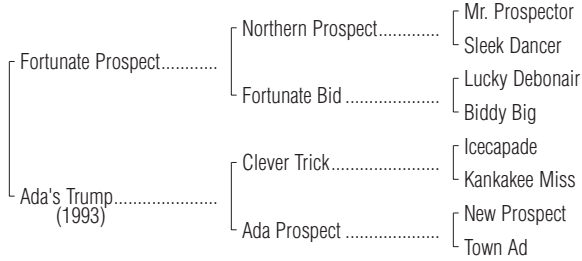 Mr. Prospector
Northern Prospect.............
Sleek Dancer
Fortunate Prospect............
Lucky Debonair
Fortunate Bid ....................
Biddy Big
Icecapade
Clever Trick.......................
Kankakee Miss
Ada's Trump......................
(1993)
New Prospect
Ada Prospect ....................
Town Ad